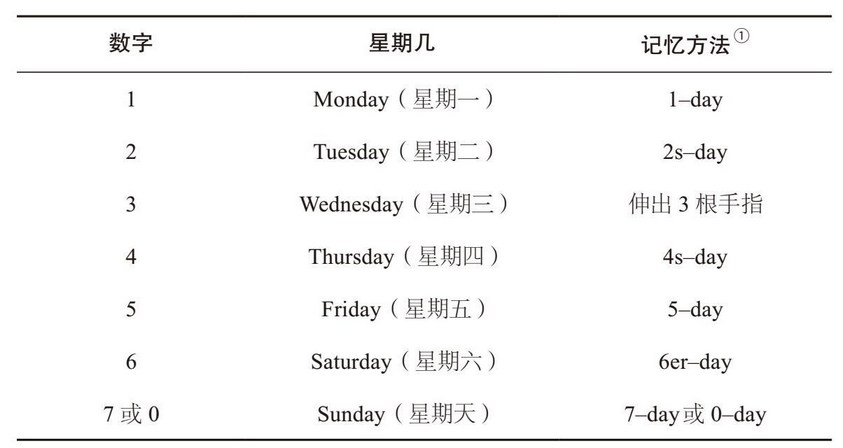 数字 星期几 记忆方法①
1 Monday（星期一） 1–day
2 Tuesday（星期二） 2s–day
3 Wednesday（星期三） 伸出 3 根手指
4 Thursday（星期四） 4s–day
5 Friday（星期五） 5–day
6 Saturday（星期六） 6er–day
7 或 0 Sunday（星期天） 7–day 或 0–day